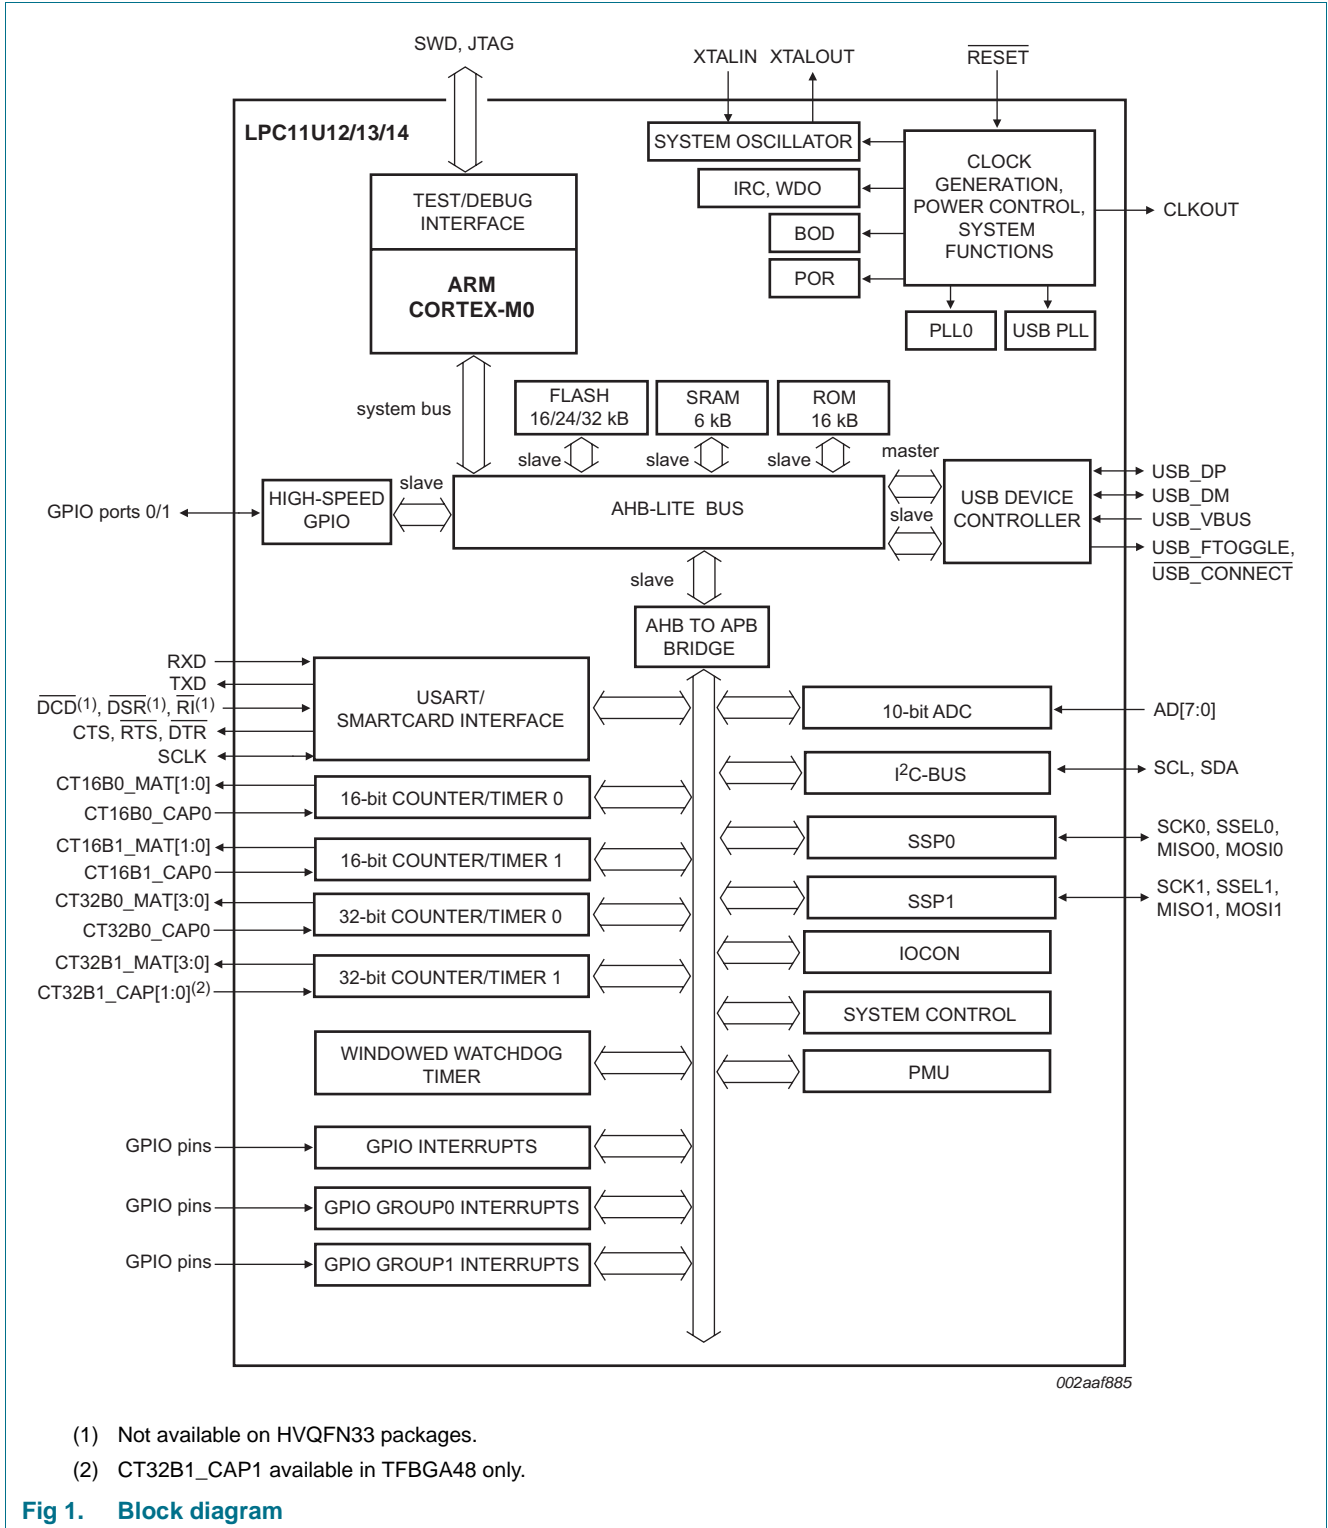 SWD, JTAG
XTALIN XTALOUT
RESET
LPC11U12/13/14
SYSTEM OSCILLATOR
CLOCK
GENERATION,
POWER CONTROL,
SYSTEM
FUNCTIONS
IRC, WDO
BOD
POR
CLKOUT
PLL0
USB PLL
TEST/DEBUG
INTERFACE
ARM
CORTEX-M0
system bus
FLASH
16/24/32 kB
SRAM
6 kB
ROM
16 kB
slave
slave
slave
master
slave
slave
GPIO ports 0/1
HIGH-SPEED
GPIO
AHB-LITE BUS
USB DEVICE
CONTROLLER
USB_DP
USB_DM
USB_VBUS
USB_FTOGGLE,
USB_CONNECT
slave
AHB TO APB
BRIDGE
RXD
TXD
DCD(1), DSR(1), RI(1)
CTS, RTS, DTR
SCLK
USART/
SMARTCARD INTERFACE
CT16B0_MAT[1:0]
CT16B0_CAP0
16-bit COUNTER/TIMER 0
CT16B1_MAT[1:0]
CT16B1_CAP0
16-bit COUNTER/TIMER 1
CT32B0_MAT[3:0]
CT32B0_CAP0
32-bit COUNTER/TIMER 0
CT32B1_MAT[3:0]
CT32B1_CAP[1:0](2)
32-bit COUNTER/TIMER 1
WINDOWED WATCHDOG
TIMER
GPIO pins
GPIO INTERRUPTS
GPIO pins
GPIO GROUP0 INTERRUPTS
GPIO pins
GPIO GROUP1 INTERRUPTS
10-bit ADC
AD[7:0]
I2C-BUS
SCL, SDA
SSP0
SCK0, SSEL0,
MISO0, MOSI0
SSP1
SCK1, SSEL1,
MISO1, MOSI1
IOCON
SYSTEM CONTROL
PMU
002aaf885
(1) Not available on HVQFN33 packages.
(2) CT32B1_CAP1 available in TFBGA48 only.
Fig 1. Block diagram